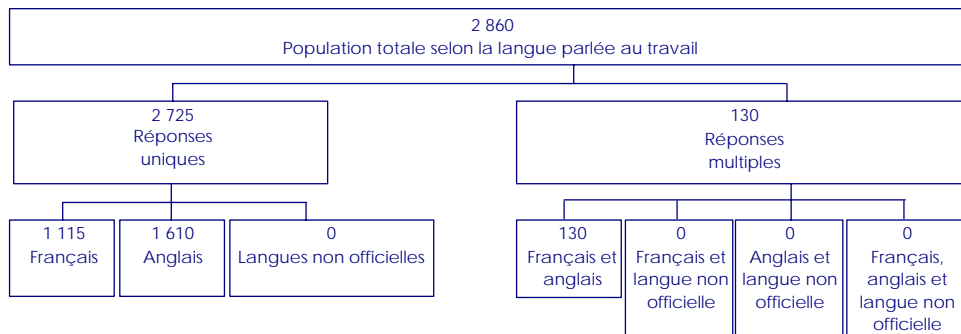 2 860
Population totale selon la langue parlée au travail
2 725
Réponses
uniques
130
Réponses
multiples
1 115
Français
1 610
Anglais
0
Langues non officielles
130
Français et
anglais
0
Français et
langue non
officielle
0
Anglais et
langue non
officielle
0
Français,
anglais et
langue non
officielle